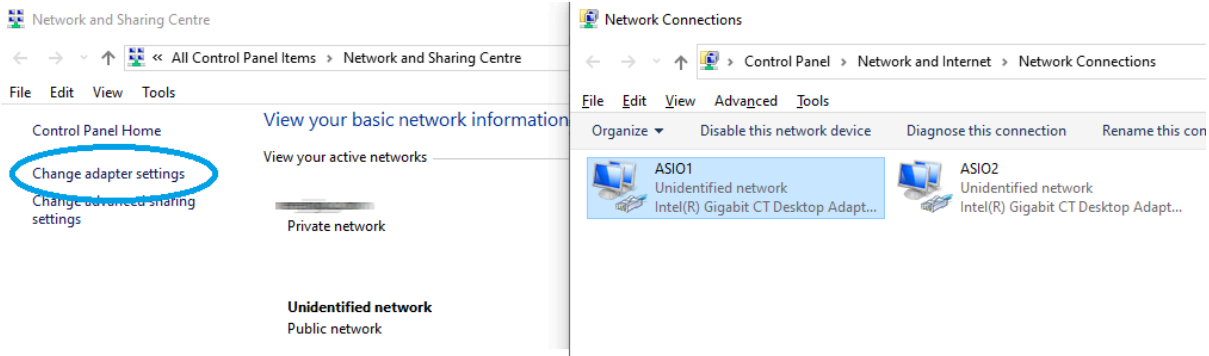 Network and Sharing Centre
« All Control Panel Items › Network and Sharing Centre
File Edit View Tools
Control Panel Home
Change adapter settings
Change advanced sharing
settings
View your basic network information
View your active networks
Private network
Unidentified network
Public network
Network Connections
› Control Panel › Network and Internet › Network Connections
File Edit View Advanced Tools
Organize Disable this network device Diagnose this connection Rename this con
ASIO1
Unidentified network
Intel(R) Gigabit CT Desktop Adapt...
ASIO2
Unidentified network
Intel(R) Gigabit CT Desktop Adapt...